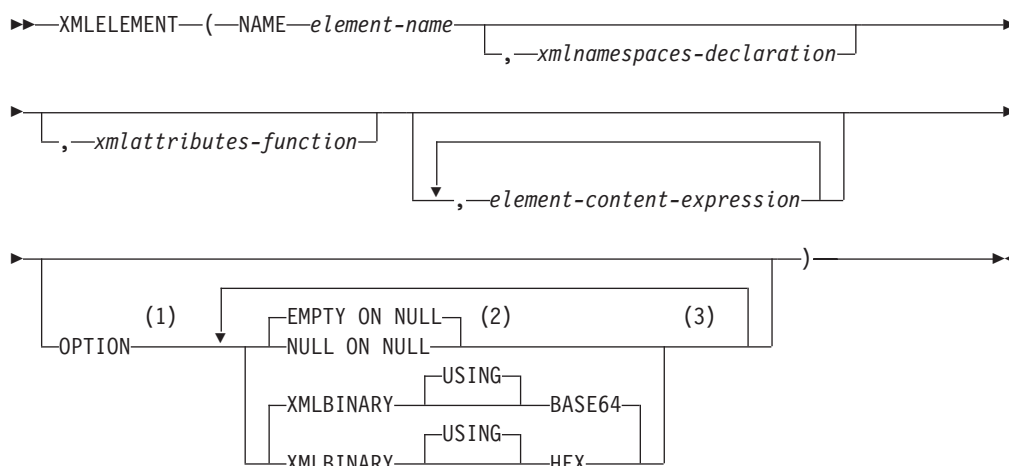 XMLELEMENT ( NAME element-name
, xmlnamespaces-declaration
, xmlattributes-function
, element-content-expression
)
(1) EMPTY ON NULL (2) (3)
OPTION NULL ON NULL
USING
XMLBINARY BASE64
USING
XMLBINARY HEX